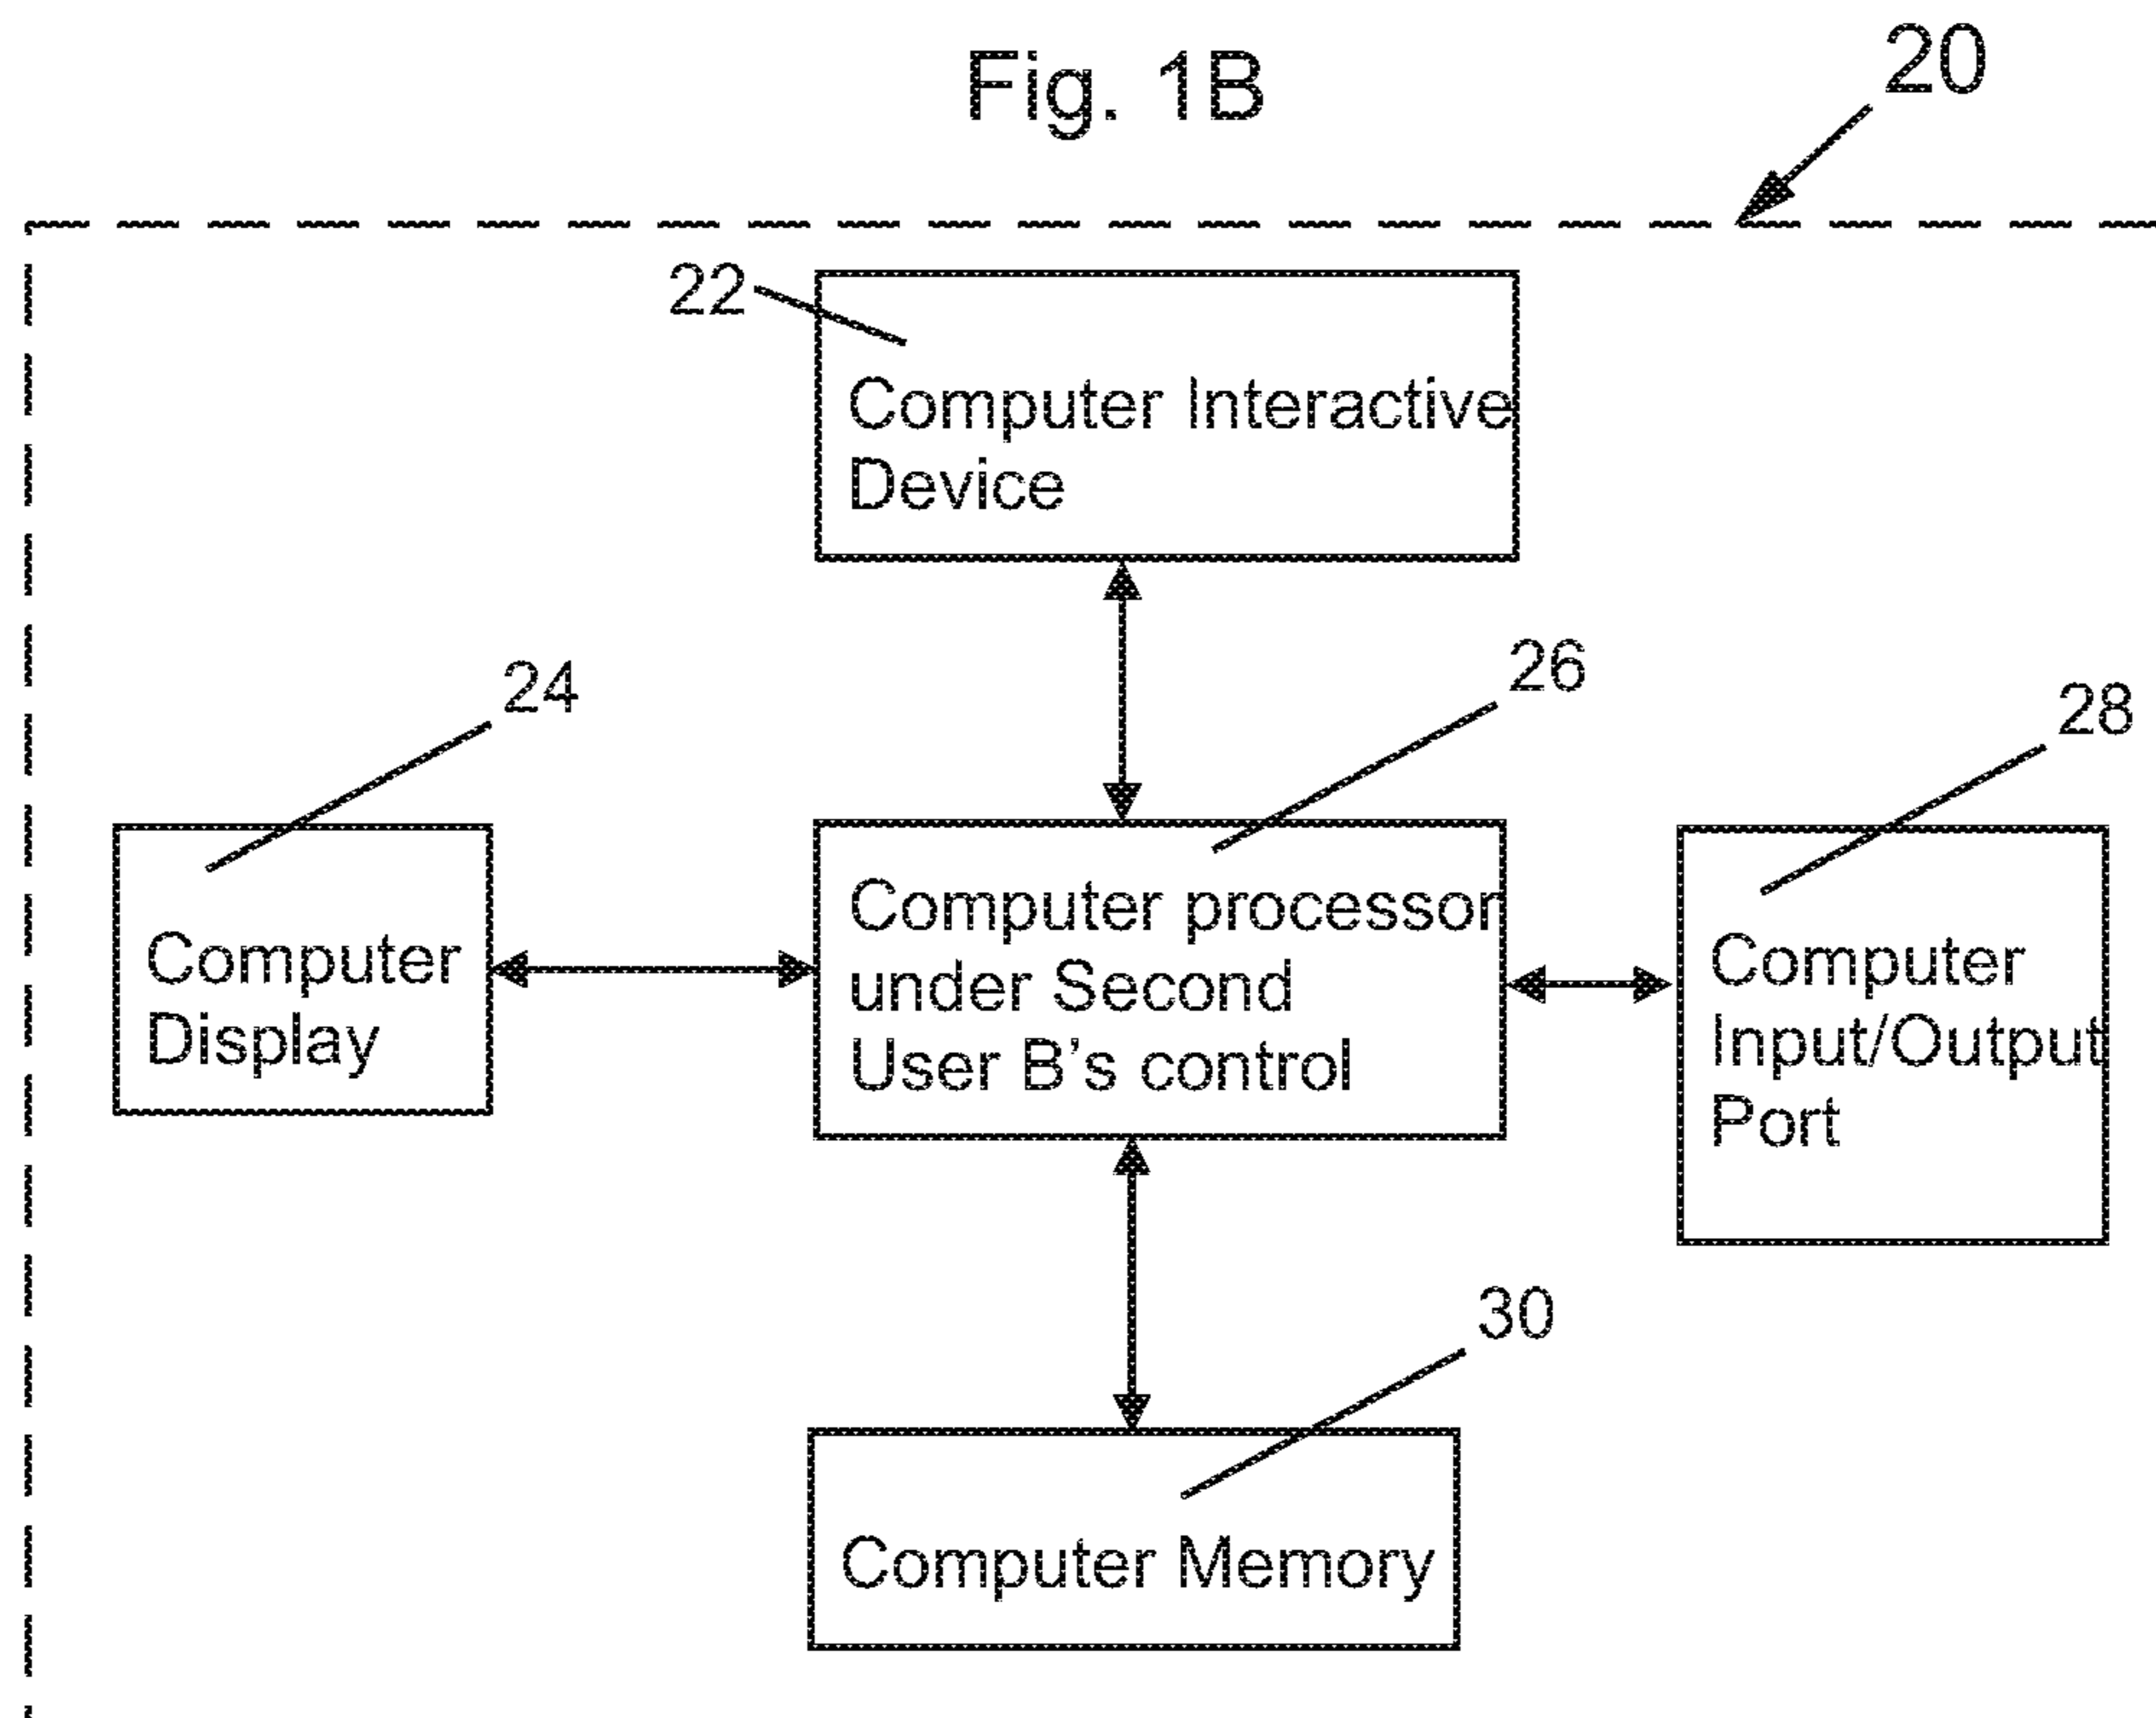 Fig. 1B
20
22
Computer Interactive
Device
24
26
28
Computer
Display
Computer processor
under Second
User B's control
Computer
Input/Output
Port
30
Computer Memory